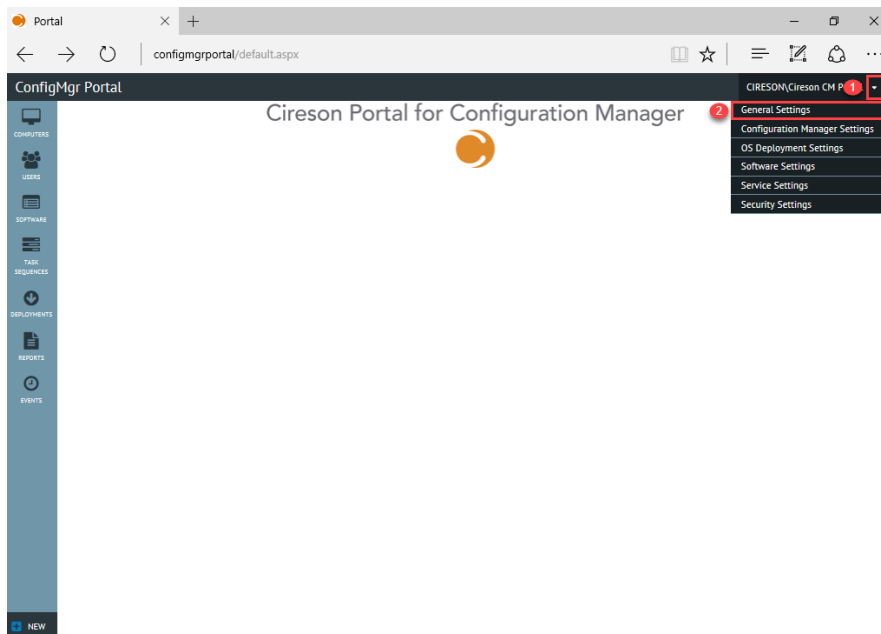 Portal
configmgrportal/default.aspx
ConfigMgr Portal
CIRESON\Cireson CM P
1
Cireson Portal for Configuration Manager
2
General Settings
Configuration Manager Settings
OS Deployment Settings
Software Settings
Service Settings
Security Settings
COMPUTERS
USERS
SOFTWARE
TASK
SEQUENCES
DEPLOYMENTS
REPORTS
EVENTS
NEW